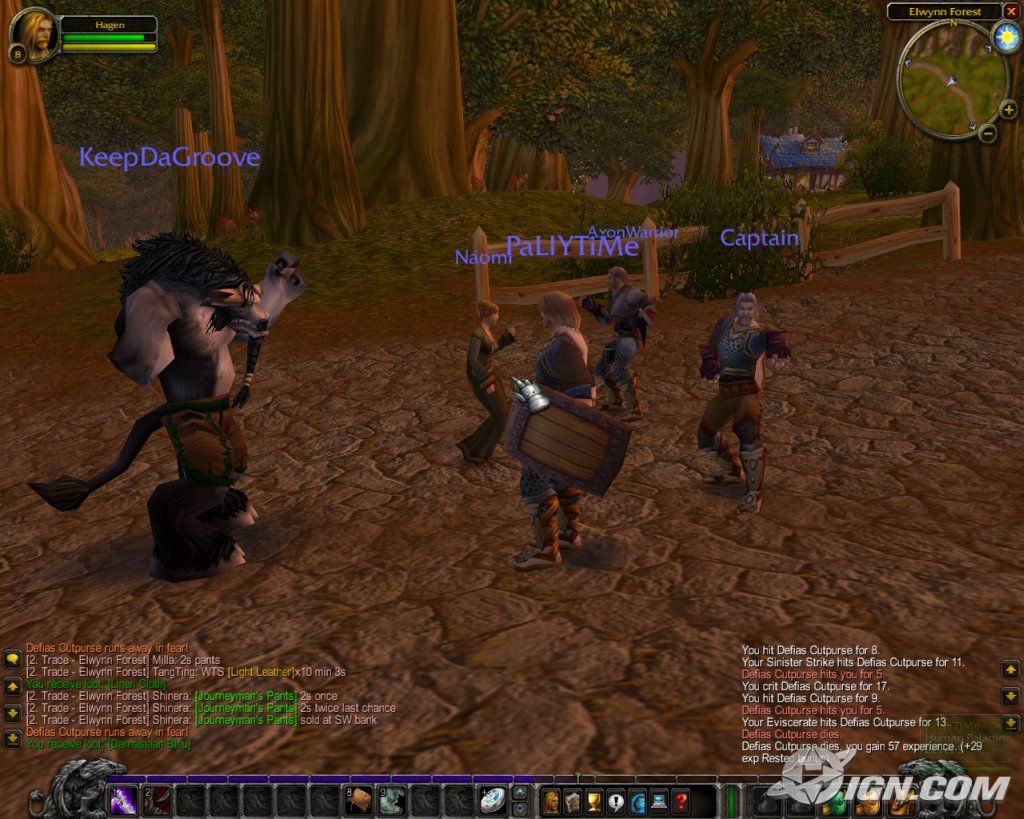 Hagen
8
Elwynn Forest
N
KeepDaGroove
Naomi
PaLIYTiMe
AxonWarrior
Captain
Defias Cutpurse runs away in fear!
[2. Trade - Elwynn Forest] Milla: 2s pants
[2. Trade - Elwynn Forest] TangTing: WTS [Light Leather]x10 min 3s
You receive loot: [Linen Cloth]
[2. Trade - Elwynn Forest] Shinera: [Journeyman's Pants] 2s once
[2. Trade - Elwynn Forest] Shinera: [Journeyman's Pants] 2s twice last chance
[2. Trade - Elwynn Forest] Shinera: [Journeyman's Pants] sold at SW bank
Defias Cutpurse runs away in fear!
You receive loot: [Darnassian Bleu]
You hit Defias Cutpurse for 8.
Your Sinister Strike hits Defias Cutpurse for 11.
Defias Cutpurse hits you for 5.
You crit Defias Cutpurse for 17.
You hit Defias Cutpurse for 9.
Defias Cutpurse hits you for 5.
Your Eviscerate hits Defias Cutpurse for 13.
Defias Cutpurse dies.
Defias Cutpurse dies, you gain 57 experience. (+29
exp Rested bonus)
Human Paladin
2
8
9
IGN.COM